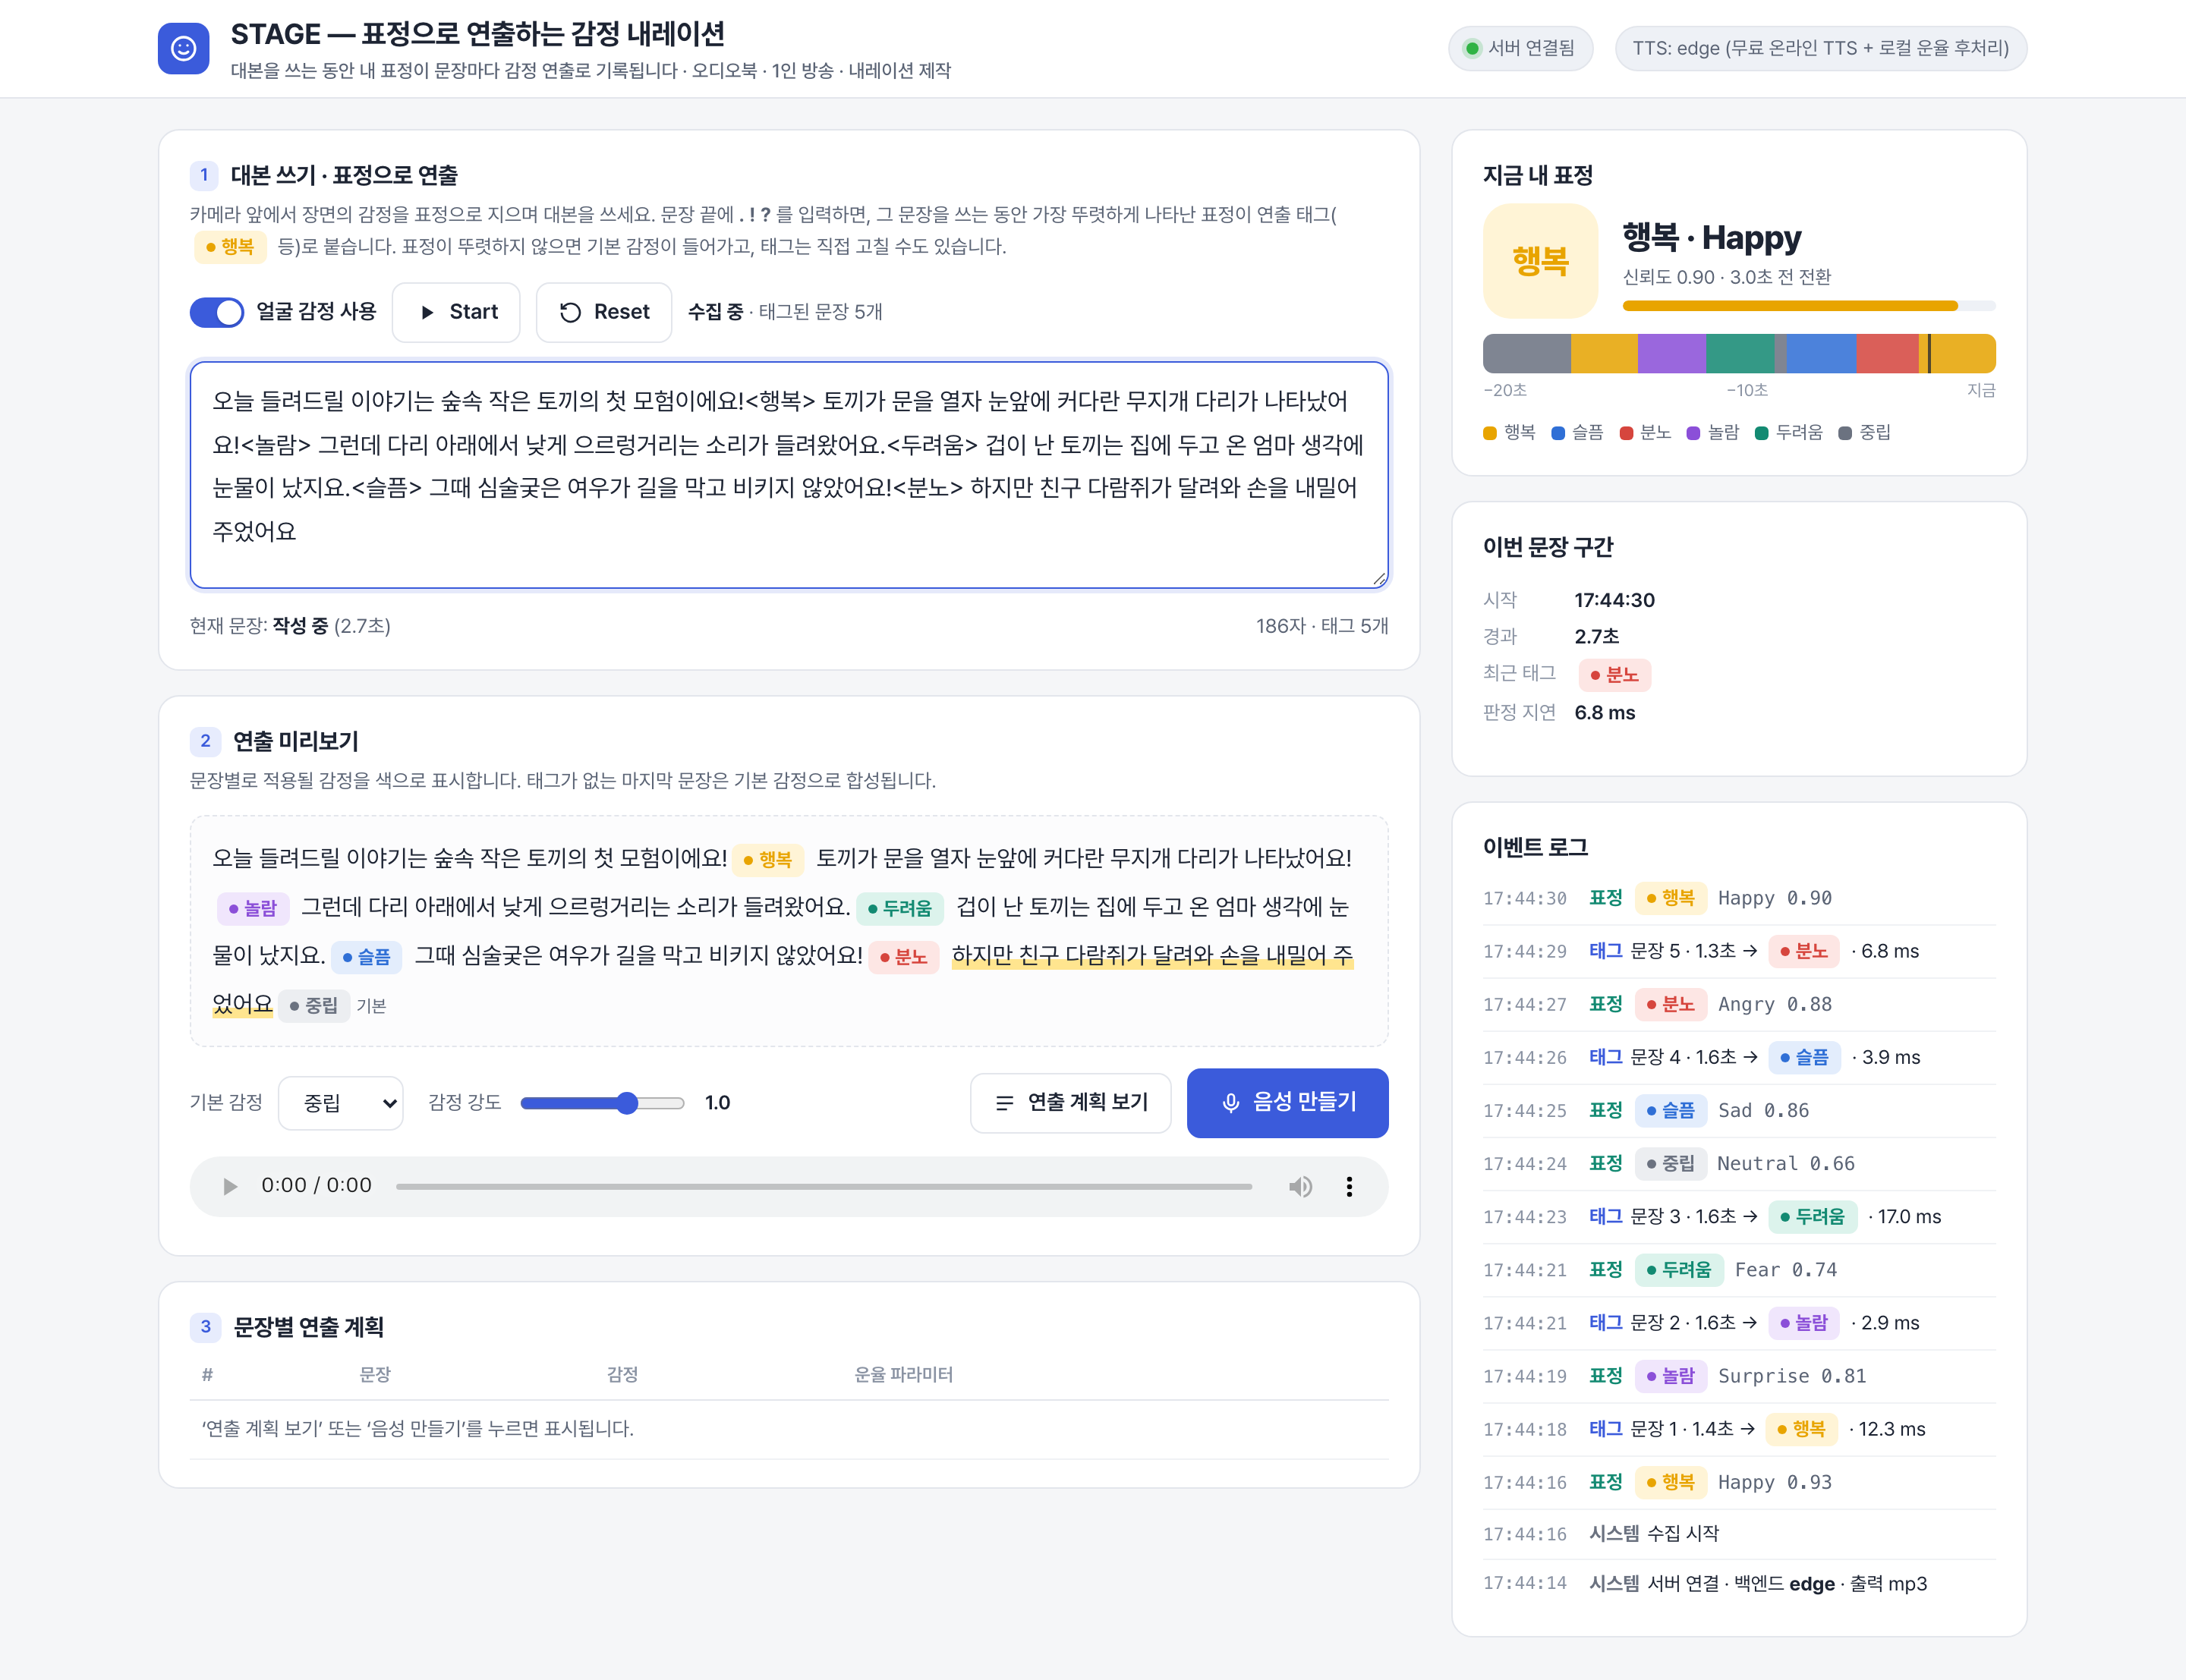 STAGE — 표정으로 연출하는 감정 내레이션
대본을 쓰는 동안 내 표정이 문장마다 감정 연출로 기록됩니다 · 오디오북 · 1인 방송 · 내레이션 제작
서버 연결됨
TTS: edge (무료 온라인 TTS + 로컬 운율 후처리)
1 대본 쓰기 · 표정으로 연출
카메라 앞에서 장면의 감정을 표정으로 지으며 대본을 쓰세요. 문장 끝에 . ! ? 를 입력하면, 그 문장을 쓰는 동안 가장 뚜렷하게 나타난 표정이 연출 태그(
행복 등)로 붙습니다. 표정이 뚜렷하지 않으면 기본 감정이 들어가고, 태그는 직접 고칠 수도 있습니다.
얼굴 감정 사용 Start Reset 수집 중 · 태그된 문장 5개
오늘 들려드릴 이야기는 숲속 작은 토끼의 첫 모험이에요!<행복> 토끼가 문을 열자 눈앞에 커다란 무지개 다리가 나타났어
요!<놀람> 그런데 다리 아래에서 낮게 으르렁거리는 소리가 들려왔어요.<두려움> 겁이 난 토끼는 집에 두고 온 엄마 생각에
눈물이 났지요.<슬픔> 그때 심술궂은 여우가 길을 막고 비키지 않았어요!<분노> 하지만 친구 다람쥐가 달려와 손을 내밀어
주었어요
현재 문장: 작성 중 (2.7초)
186자 · 태그 5개
2 연출 미리보기
문장별로 적용될 감정을 색으로 표시합니다. 태그가 없는 마지막 문장은 기본 감정으로 합성됩니다.
오늘 들려드릴 이야기는 숲속 작은 토끼의 첫 모험이에요! 행복 토끼가 문을 열자 눈앞에 커다란 무지개 다리가 나타났어요!
놀람 그런데 다리 아래에서 낮게 으르렁거리는 소리가 들려왔어요. 두려움 겁이 난 토끼는 집에 두고 온 엄마 생각에 눈
물이 났지요. 슬픔 그때 심술궂은 여우가 길을 막고 비키지 않았어요! 분노 하지만 친구 다람쥐가 달려와 손을 내밀어 주
었어요 중립 기본
기본 감정 중립 감정 강도 1.0 연출 계획 보기 음성 만들기
0:00 / 0:00
3 문장별 연출 계획
# 문장 감정 운율 파라미터
‘연출 계획 보기’ 또는 ‘음성 만들기’를 누르면 표시됩니다.
지금 내 표정
행복
행복 · Happy
신뢰도 0.90 · 3.0초 전 전환
−20초 −10초 지금
행복 슬픔 분노 놀람 두려움 중립
이번 문장 구간
시작 17:44:30
경과 2.7초
최근 태그 분노
판정 지연 6.8 ms
이벤트 로그
17:44:30 표정 행복 Happy 0.90
17:44:29 태그 문장 5 · 1.3초 → 분노 · 6.8 ms
17:44:27 표정 분노 Angry 0.88
17:44:26 태그 문장 4 · 1.6초 → 슬픔 · 3.9 ms
17:44:25 표정 슬픔 Sad 0.86
17:44:24 표정 중립 Neutral 0.66
17:44:23 태그 문장 3 · 1.6초 → 두려움 · 17.0 ms
17:44:21 표정 두려움 Fear 0.74
17:44:21 태그 문장 2 · 1.6초 → 놀람 · 2.9 ms
17:44:19 표정 놀람 Surprise 0.81
17:44:18 태그 문장 1 · 1.4초 → 행복 · 12.3 ms
17:44:16 표정 행복 Happy 0.93
17:44:16 시스템 수집 시작
17:44:14 시스템 서버 연결 · 백엔드 edge · 출력 mp3